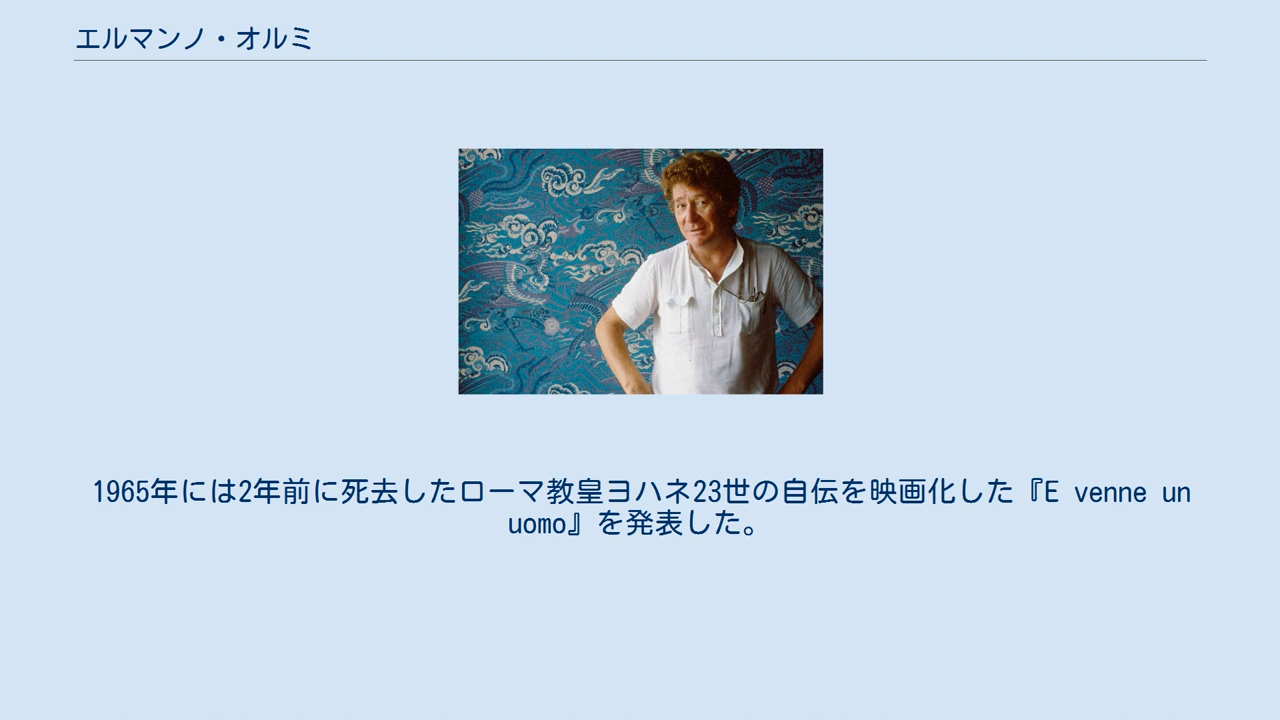 エルマンノ・オルミ
1965年には2年前に死去したローマ教皇ヨハネ23世の自伝を映画化した『E venne un
uomo』を発表した。